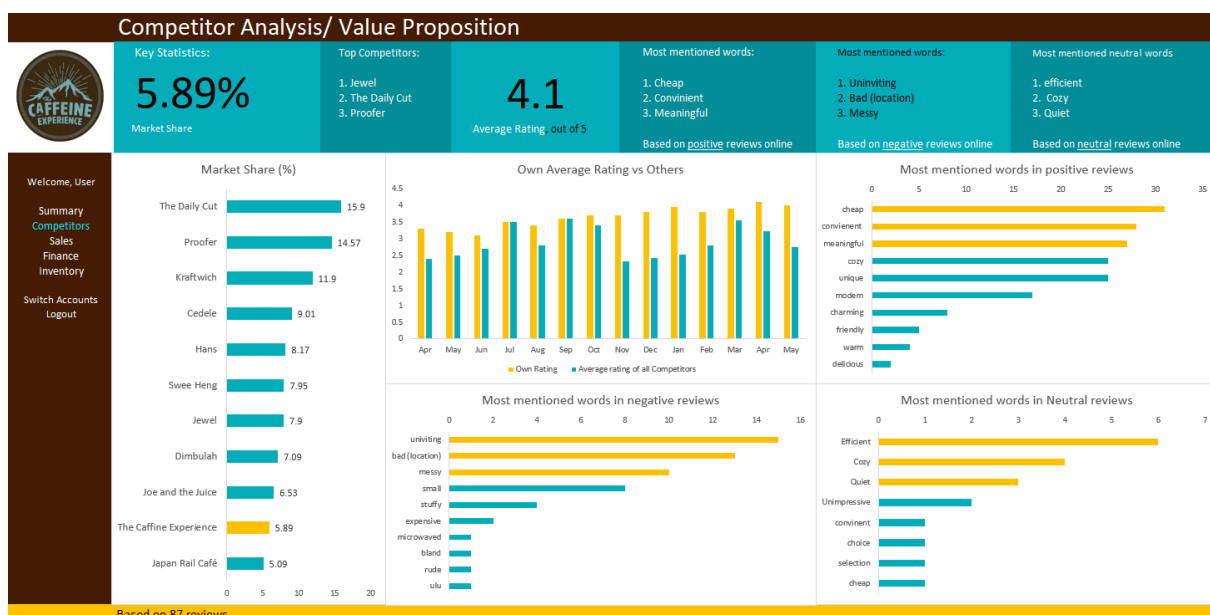 Competitor Analysis/ Value Proposition
THE
CAFFEINE
EXPERIENCE
Key Statistics:
5.89%
Market Share
Top Competitors:
1. Jewel
2. The Daily Cut
3. Proofer
4.1
Average Rating, out of 5
Most mentioned words:
1. Cheap
2. Convinient
3. Meaningful
Based on positive reviews online
Most mentioned words:
1. Uninviting
2. Bad (location)
3. Messy
Based on negative reviews online
Most mentioned neutral words
1. efficient
2. Cozy
3. Quiet
Based on neutral reviews online
Welcome, User
Summary
Competitors
Sales
Finance
Inventory
Switch Accounts
Logout
Market Share (%)
The Daily Cut 15.9
Proofer 14.57
Kraftwich 11.9
Cedele 9.01
Hans 8.17
Swee Heng 7.95
Jewel 7.9
Dimbulah 7.09
Joe and the Juice 6.53
The Caffine Experience 5.89
Japan Rail Café 5.09
0 5 10 15 20
Own Average Rating vs Others
4.5
4
3.5
3
2.5
2
1.5
1
0.5
0
Apr May Jun Jul Aug Sep Oct Nov Dec Jan Feb Mar Apr May
Own Rating Average rating of all Competitors
Most mentioned words in positive reviews
0 5 10 15 20 25 30 35
cheap
convienent
meaningful
cozy
unique
modern
charming
friendly
warm
delicious
Most mentioned words in negative reviews
0 2 4 6 8 10 12 14 16
univiting
bad (location)
messy
small
stuffy
expensive
microwaved
bland
rude
ulu
Most mentioned words in Neutral reviews
0 1 2 3 4 5 6 7
Efficient
Cozy
Quiet
Unimpressive
convinent
choice
selection
cheap
Based on 87 reviews